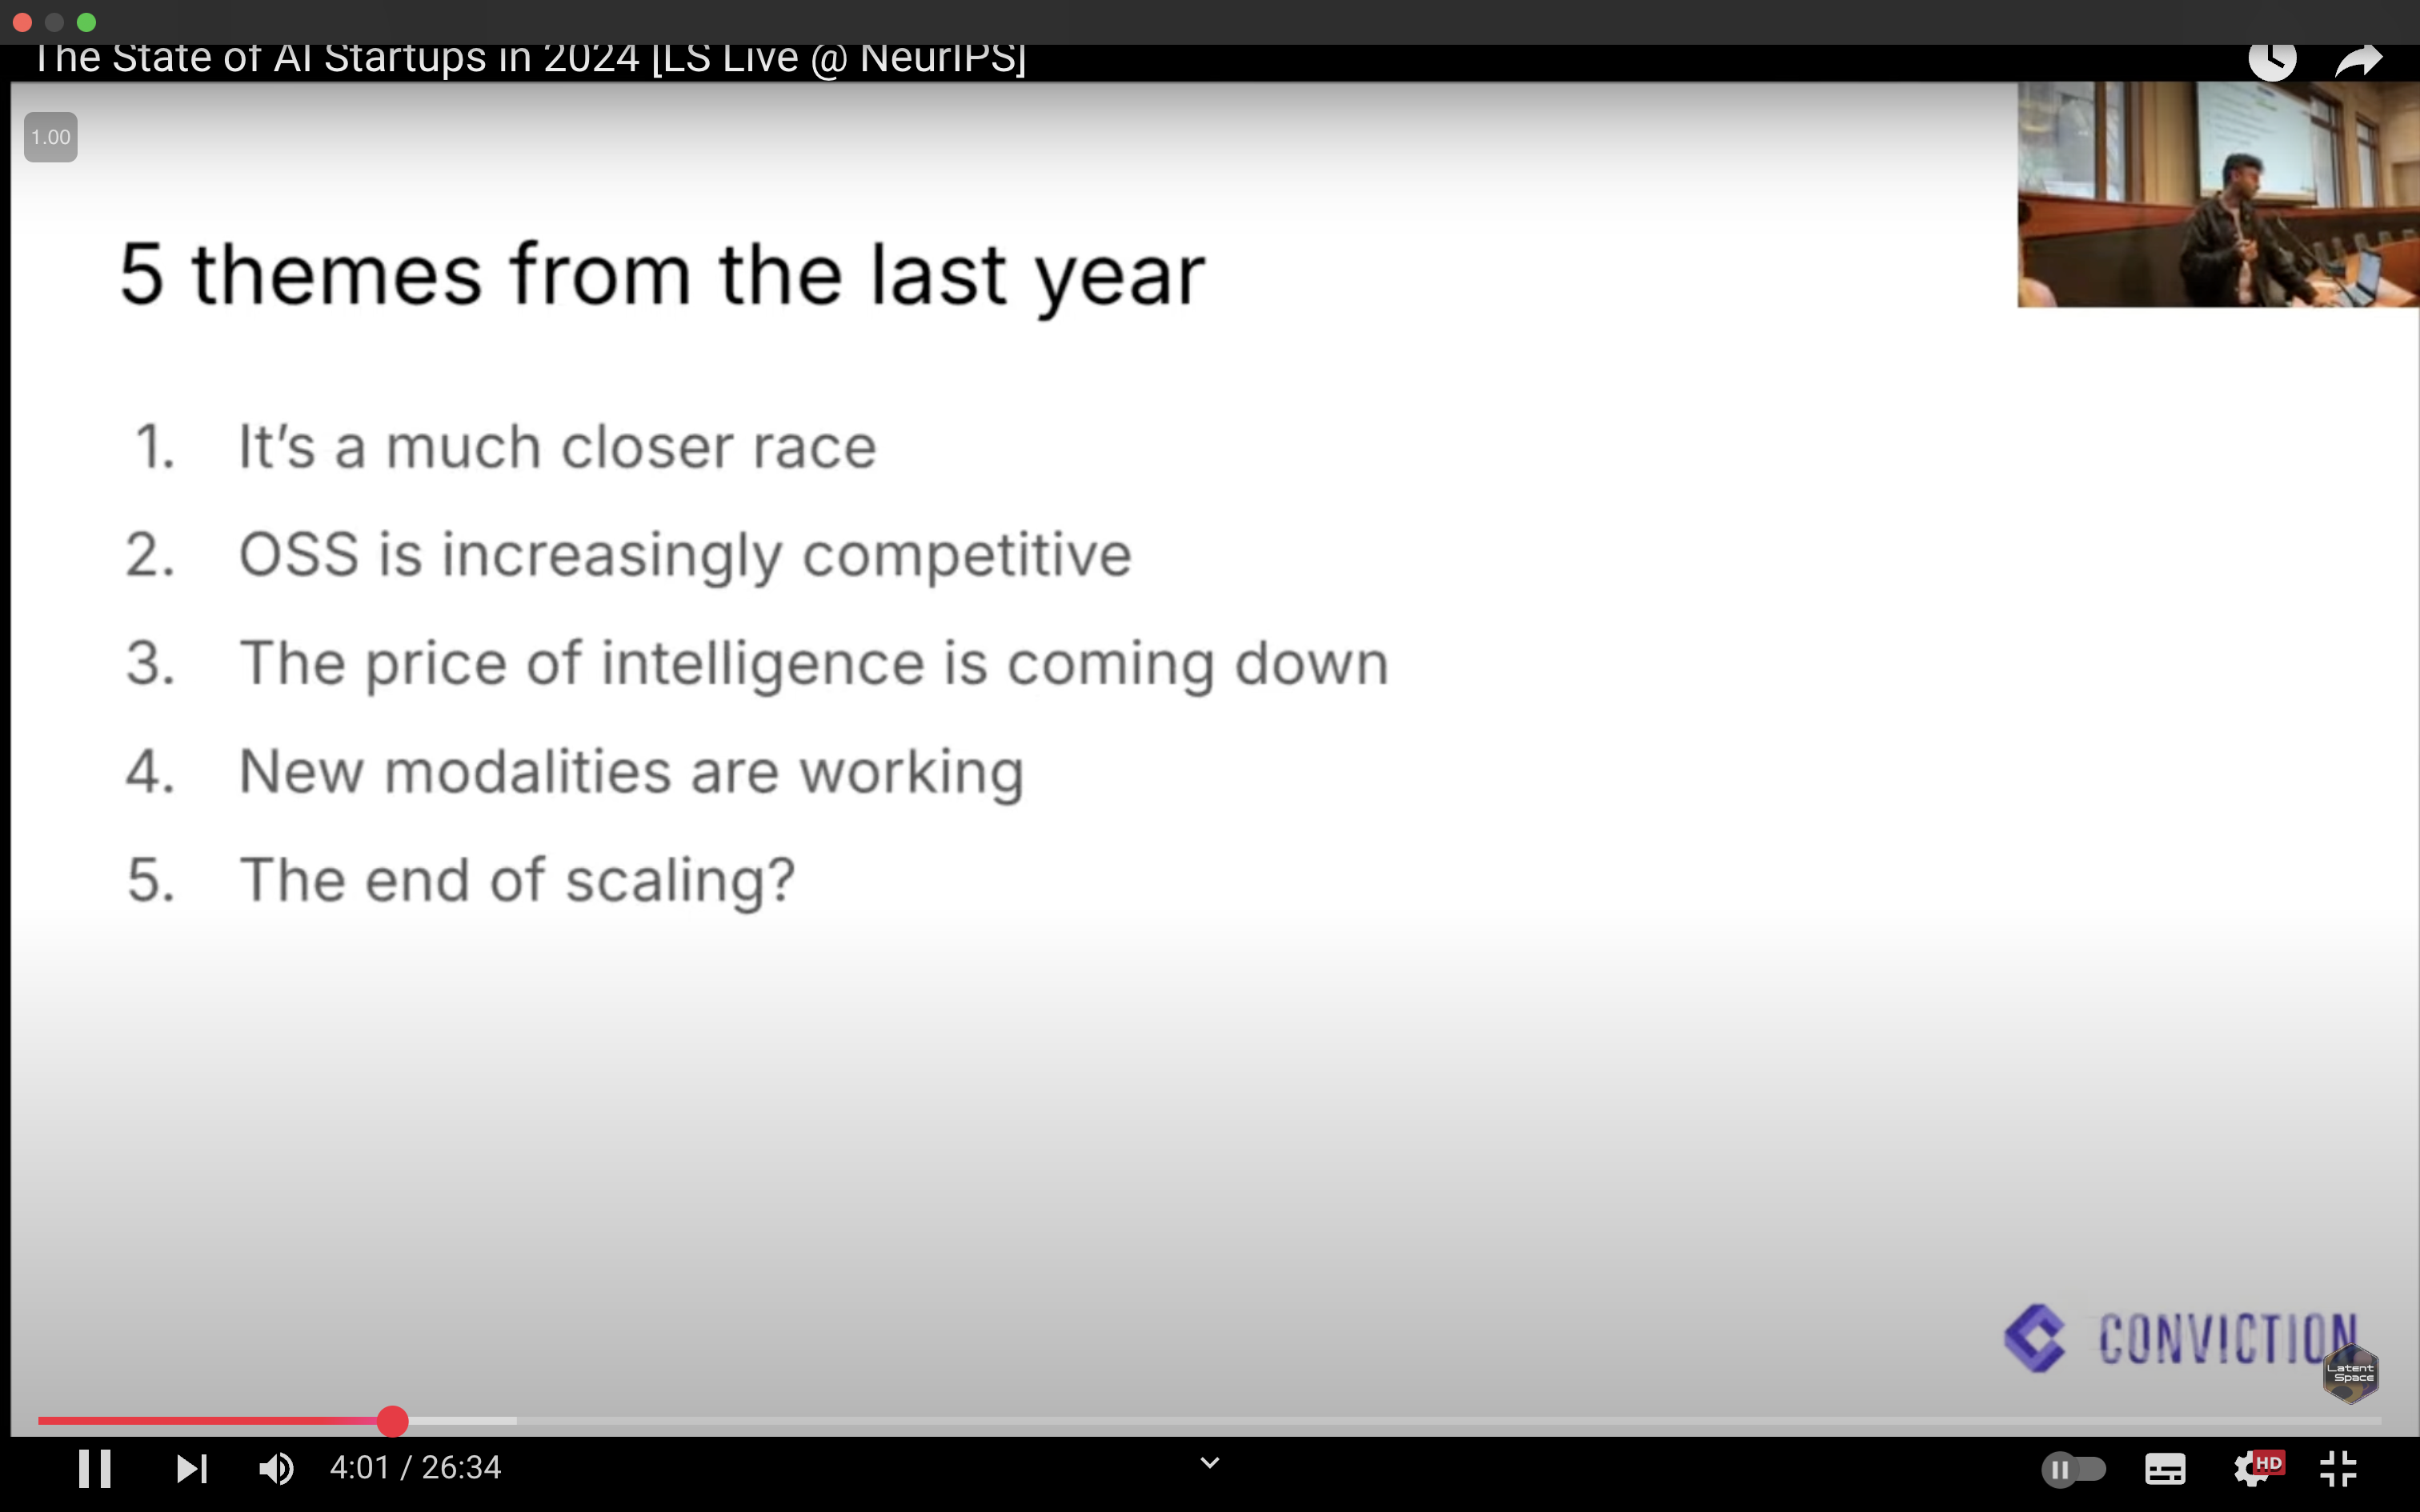 The State of AI Startups in 2024 [LS Live @ NeurIPS]
1.00
5 themes from the last year
1. It's a much closer race
2. OSS is increasingly competitive
3. The price of intelligence is coming down
4. New modalities are working
5. The end of scaling?
CONVICTION
Latent
Space
4:01 / 26:34
HD